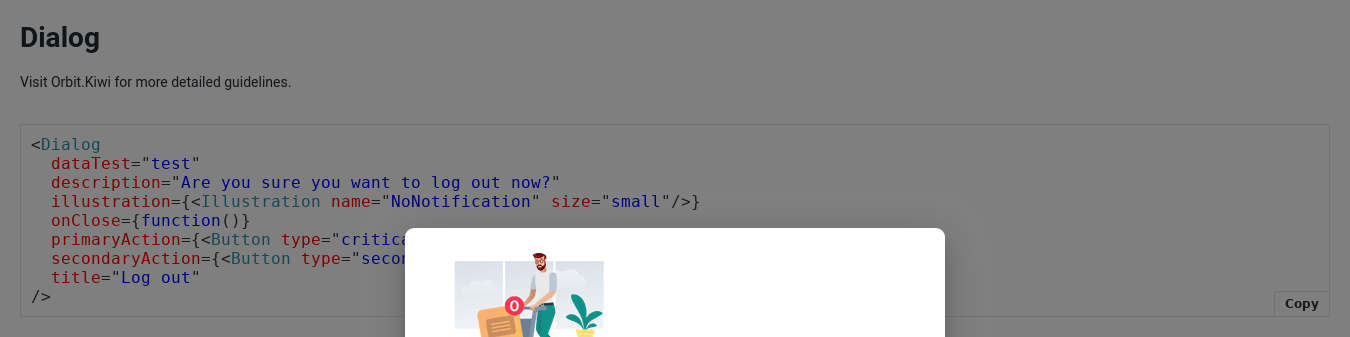 Dialog
Visit Orbit.Kiwi for more detailed guidelines.
<Dialog
dataTest="test"
description="Are you sure you want to log out now?"
illustration={<Illustration name="NoNotification" size="small"/>}
onClose={function()}
primaryAction={<Button type="critica
secondaryAction={<Button type="secon
title="Log out"
/>
Copy
0